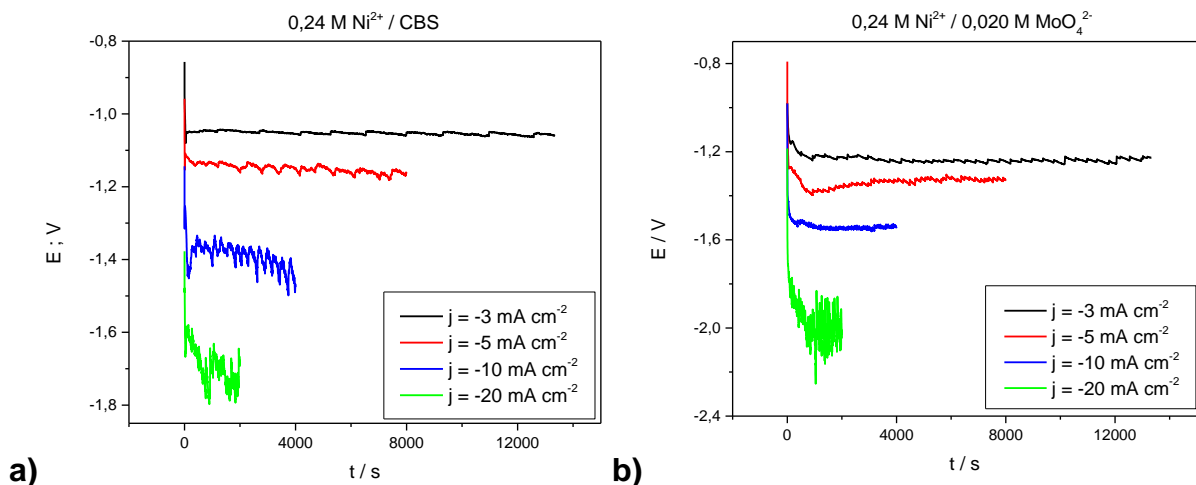 0,24 M Ni²⁺ / CBS
-0,8
-1,0
-1,2
-1,4
-1,6
-1,8
E ; V
0
4000
8000
12000
t / s
j = -3 mA cm⁻²
j = -5 mA cm⁻²
j = -10 mA cm⁻²
j = -20 mA cm⁻²
a)
0,24 M Ni²⁺ / 0,020 M MoO₄²⁻
-0,8
-1,2
-1,6
-2,0
-2,4
E / V
0
4000
8000
12000
t / s
j = -3 mA cm⁻²
j = -5 mA cm⁻²
j = -10 mA cm⁻²
j = -20 mA cm⁻²
b)